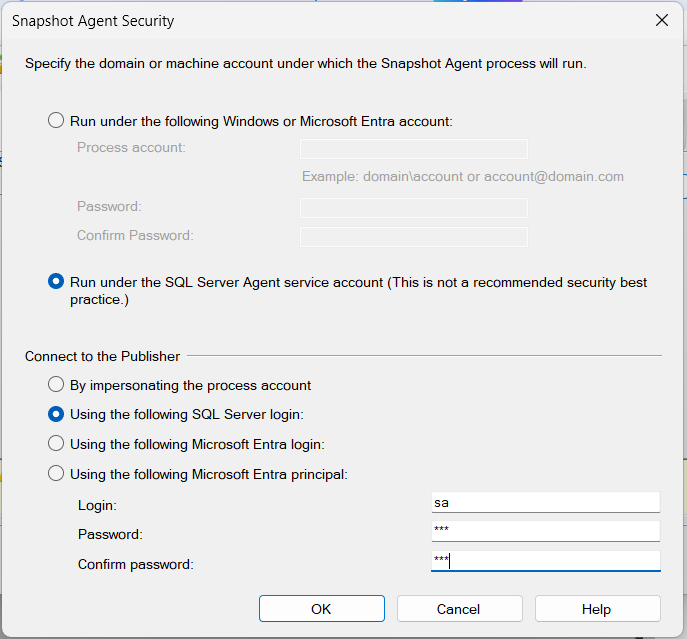 Snapshot Agent Security
Specify the domain or machine account under which the Snapshot Agent process will run.
Run under the following Windows or Microsoft Entra account:
Process account:
Example: domain\account or account@domain.com
Password:
Confirm Password:
Run under the SQL Server Agent service account (This is not a recommended security best
practice.)
Connect to the Publisher
By impersonating the process account
Using the following SQL Server login:
Using the following Microsoft Entra login:
Using the following Microsoft Entra principal:
Login: sa
Password: ***
Confirm password: ***
OK Cancel Help